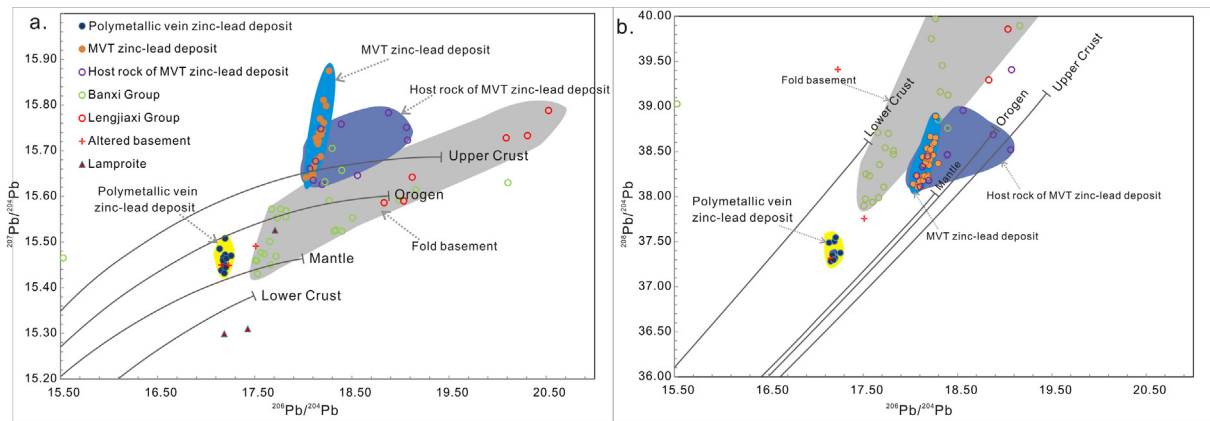 a.
Polymetallic vein zinc-lead deposit
MVT zinc-lead deposit
Host rock of MVT zinc-lead deposit
Banxi Group
Lengjiaxi Group
Altered basement
Lamproite
MVT zinc-lead
deposit
Host rock of MVT zinc-lead
deposit
Upper Crust
Orogen
Polymetallic vein
zinc-lead deposit
Fold basement
Mantle
Lower Crust
15.90
15.80
15.70
15.60
15.50
15.40
15.30
15.20
²⁰⁷Pb/²⁰⁴Pb
15.50 16.50 17.50 18.50 19.50 20.50
²⁰⁶Pb/²⁰⁴Pb
b.
Fold basement
Lower Crust
Upper Crust
Orogen
Mantle
Host rock of MVT zinc-lead
deposit
MVT zinc-lead deposit
Polymetallic vein
zinc-lead deposit
40.00
39.50
39.00
38.50
38.00
37.50
37.00
36.50
36.00
²⁰⁸Pb/²⁰⁴Pb
15.50 16.50 17.50 18.50 19.50 20.50
²⁰⁶Pb/²⁰⁴Pb